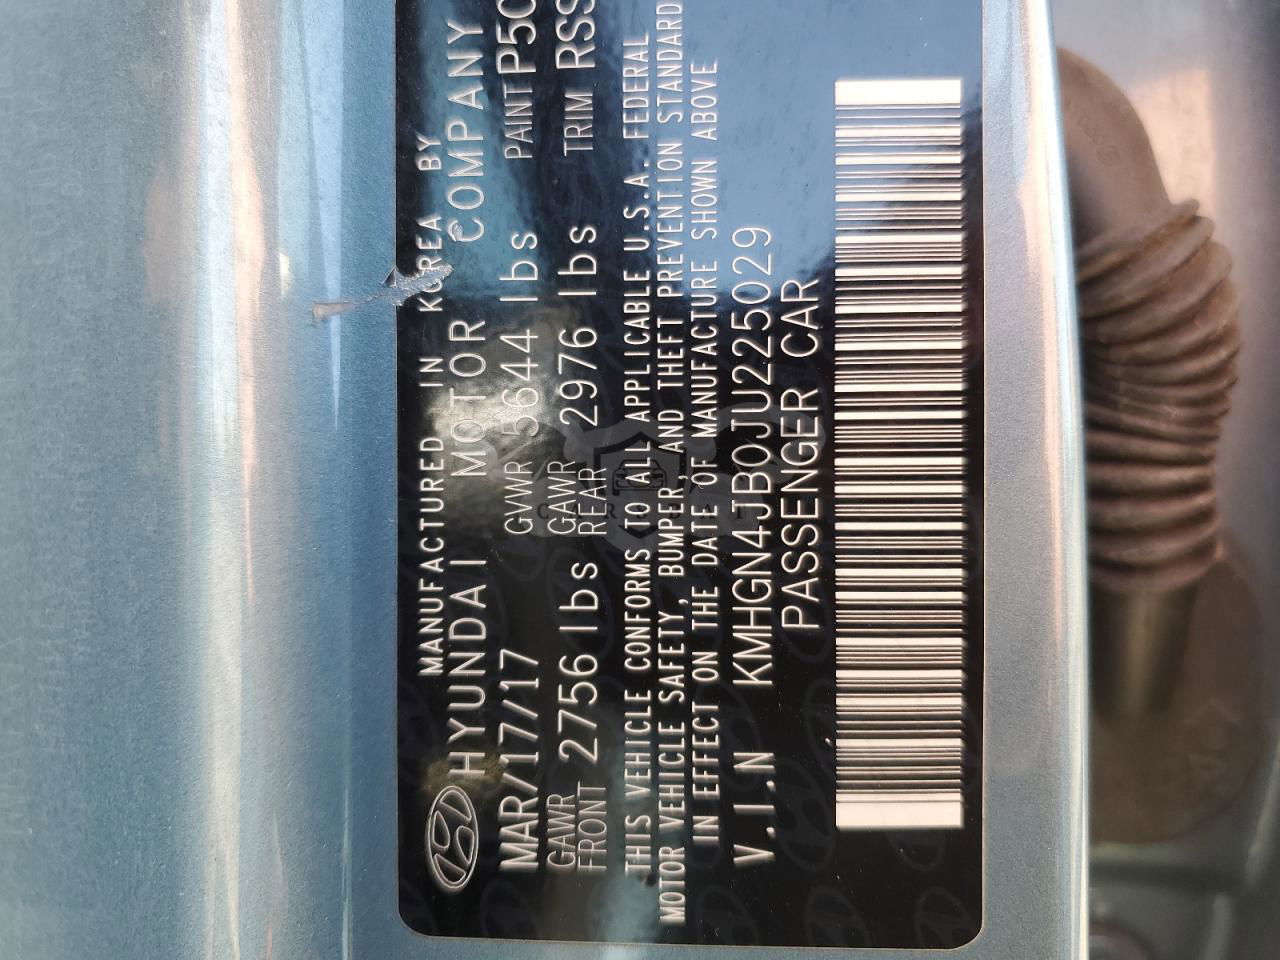 MANUFACTURED IN KOREA BY
HYUNDAI MOTOR COMPANY
MAR/17/17 GVWR 5644 lbs PAINT
GAWR FRONT 2756 lbs GAWR REAR 2976 lbs TRIM
THIS VEHICLE CONFORMS TO ALL APPLICABLE U.S.A. FEDERAL
MOTOR VEHICLE SAFETY, BUMPER, AND THEFT PREVENTION STANDARD
IN EFFECT ON THE DATE OF MANUFACTURE SHOWN ABOVE
V.I.N KMHGN4JB0JU225029
PASSENGER CAR